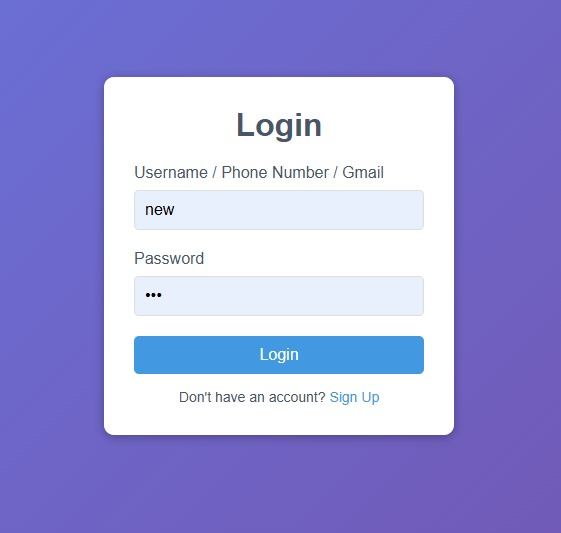 Login
Username / Phone Number / Gmail
new
Password
•••
Login
Don't have an account? Sign Up